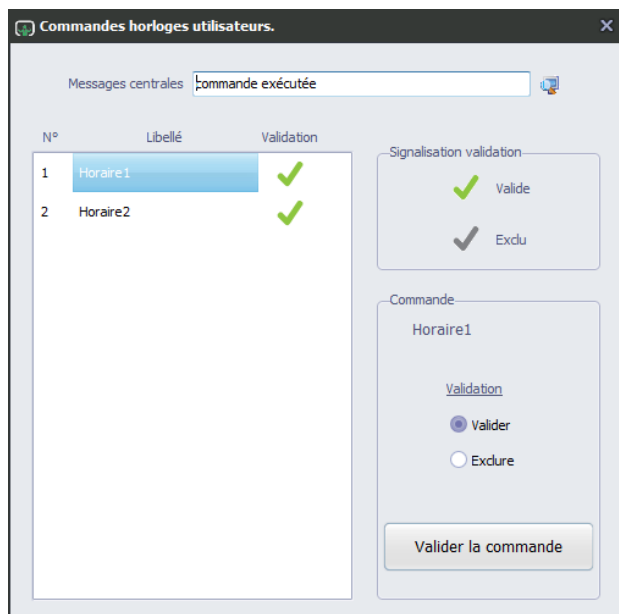 Commandes horloges utilisateurs.
Messages centrales commande exécutée
N° Libellé Validation
1 Horaire1
2 Horaire2
Signalisation validation
Valide
Exclu
Commande
Horaire1
Validation
Valider
Exclure
Valider la commande